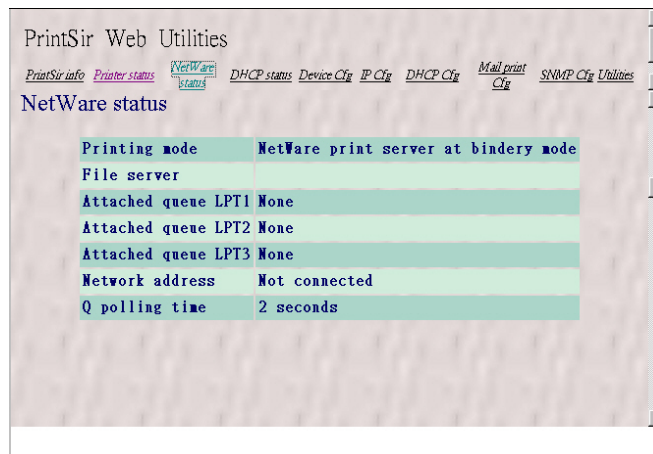 PrintSir Web Utilities
PrintSir info Printer status NetWare status DHCP status Device Cfg IP Cfg DHCP Cfg Mail print Cfg SNMP Cfg Utilities
NetWare status
Printing mode NetWare print server at bindery mode
File server
Attached queue LPT1 None
Attached queue LPT2 None
Attached queue LPT3 None
Network address Not connected
Q polling time 2 seconds